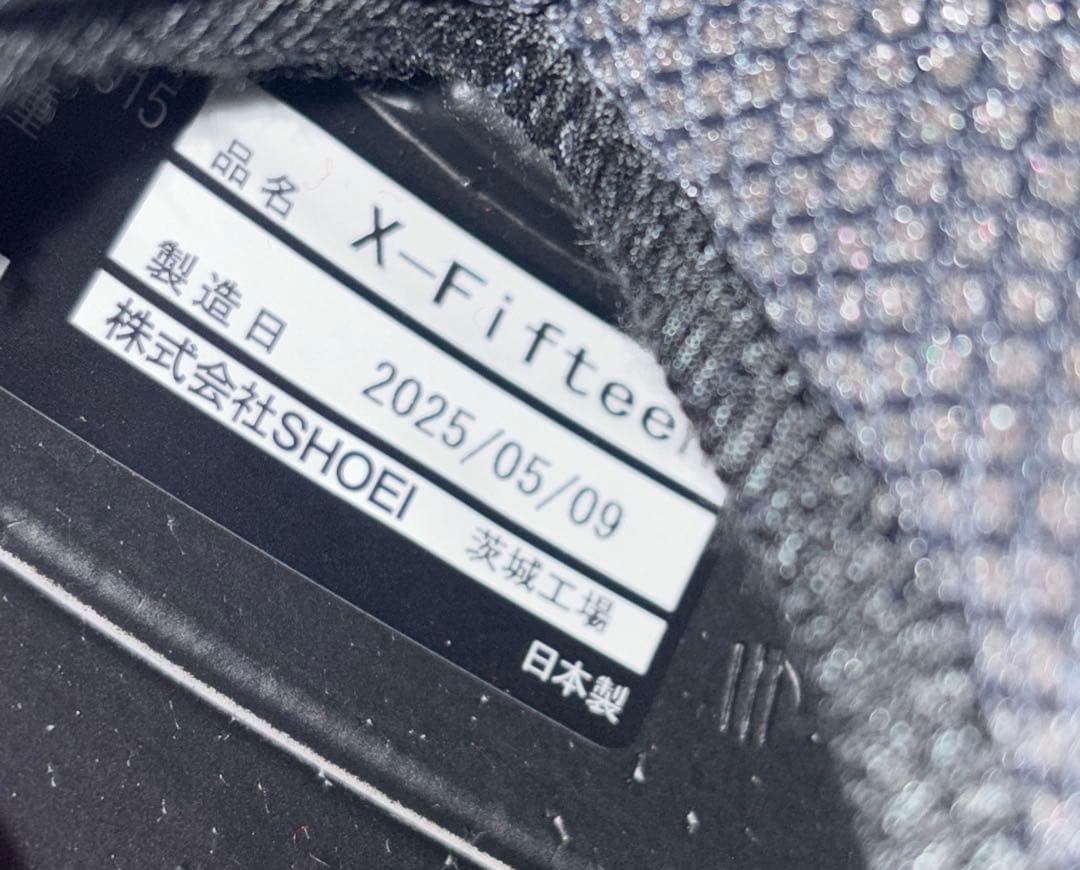 品名 X-Fifteen
製造日 2025/05/09
株式会社SHOEI 茨城工場
日本製